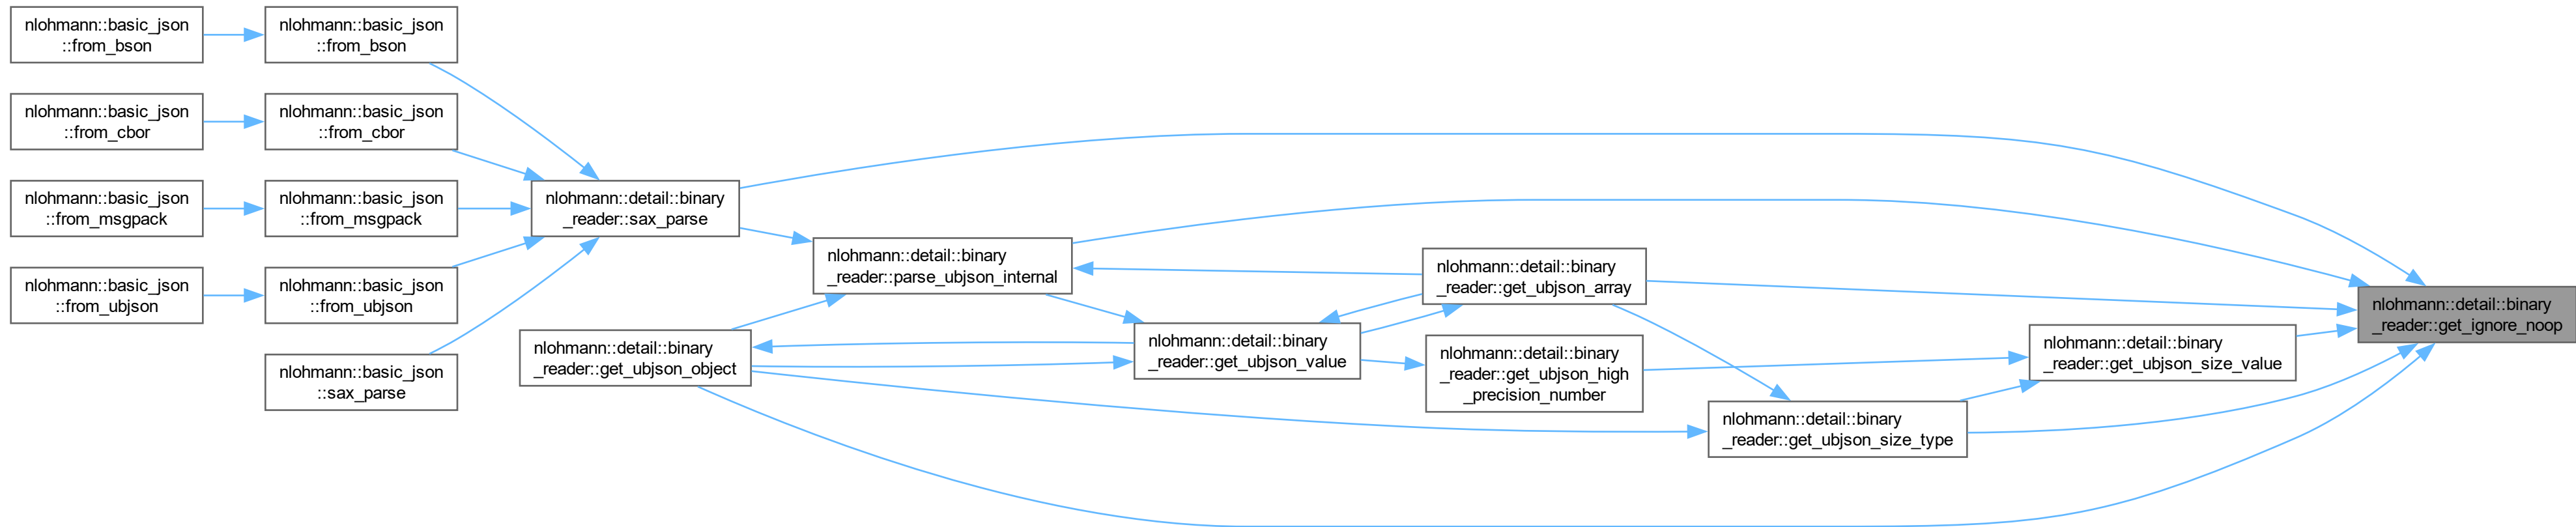 nlohmann::basic_json
::from_bson
nlohmann::basic_json
::from_bson
nlohmann::basic_json
::from_cbor
nlohmann::basic_json
::from_cbor
nlohmann::basic_json
::from_msgpack
nlohmann::basic_json
::from_msgpack
nlohmann::basic_json
::from_ubjson
nlohmann::basic_json
::from_ubjson
nlohmann::basic_json
::sax_parse
nlohmann::detail::binary
_reader::sax_parse
nlohmann::detail::binary
_reader::get_ubjson_object
nlohmann::detail::binary
_reader::parse_ubjson_internal
nlohmann::detail::binary
_reader::get_ubjson_value
nlohmann::detail::binary
_reader::get_ubjson_array
nlohmann::detail::binary
_reader::get_ubjson_high
_precision_number
nlohmann::detail::binary
_reader::get_ubjson_size_type
nlohmann::detail::binary
_reader::get_ubjson_size_value
nlohmann::detail::binary
_reader::get_ignore_noop